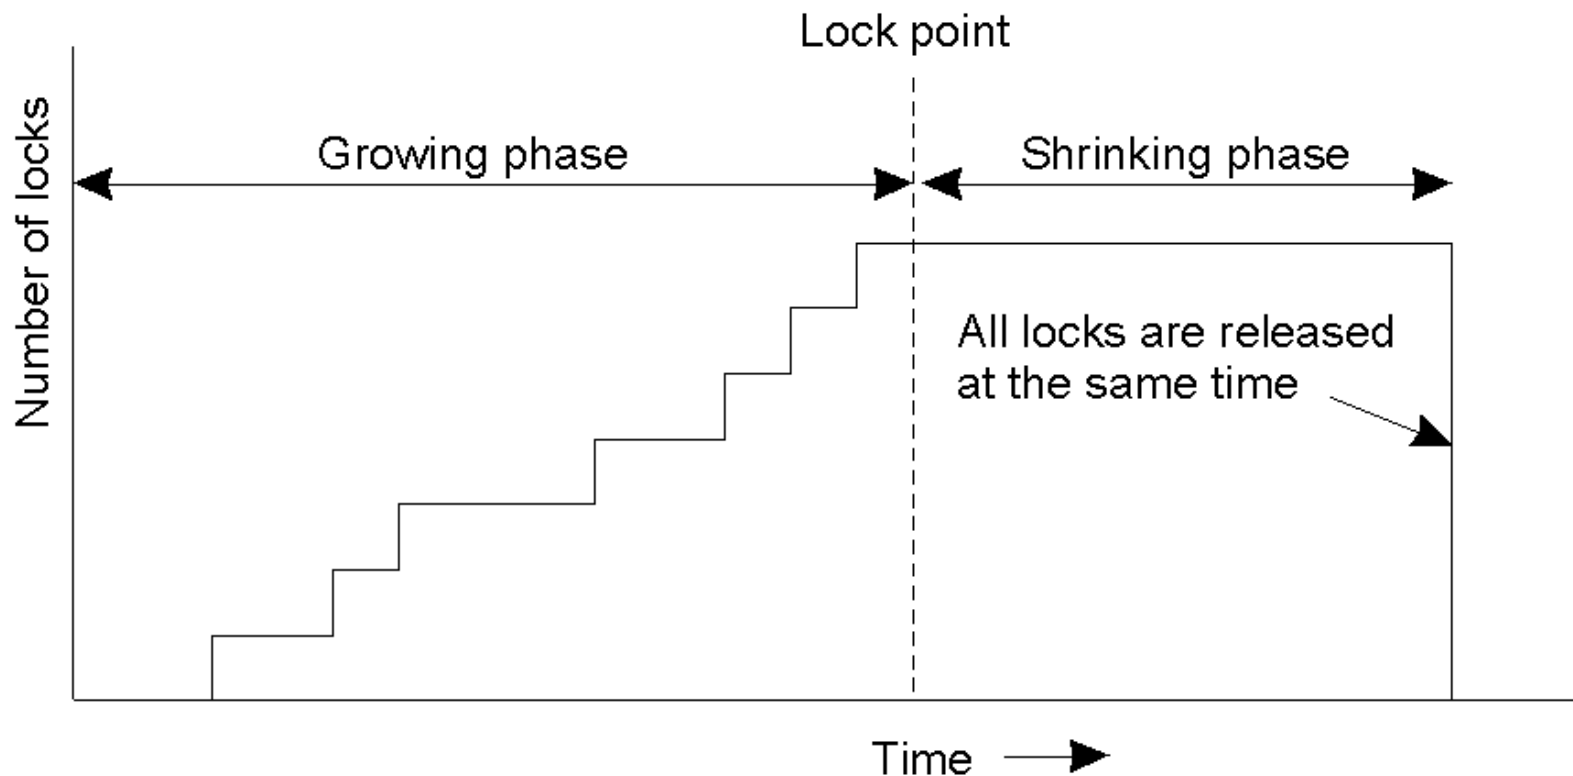 Lock point
Growing phase
Shrinking phase
Number of locks
All locks are released
at the same time
Time